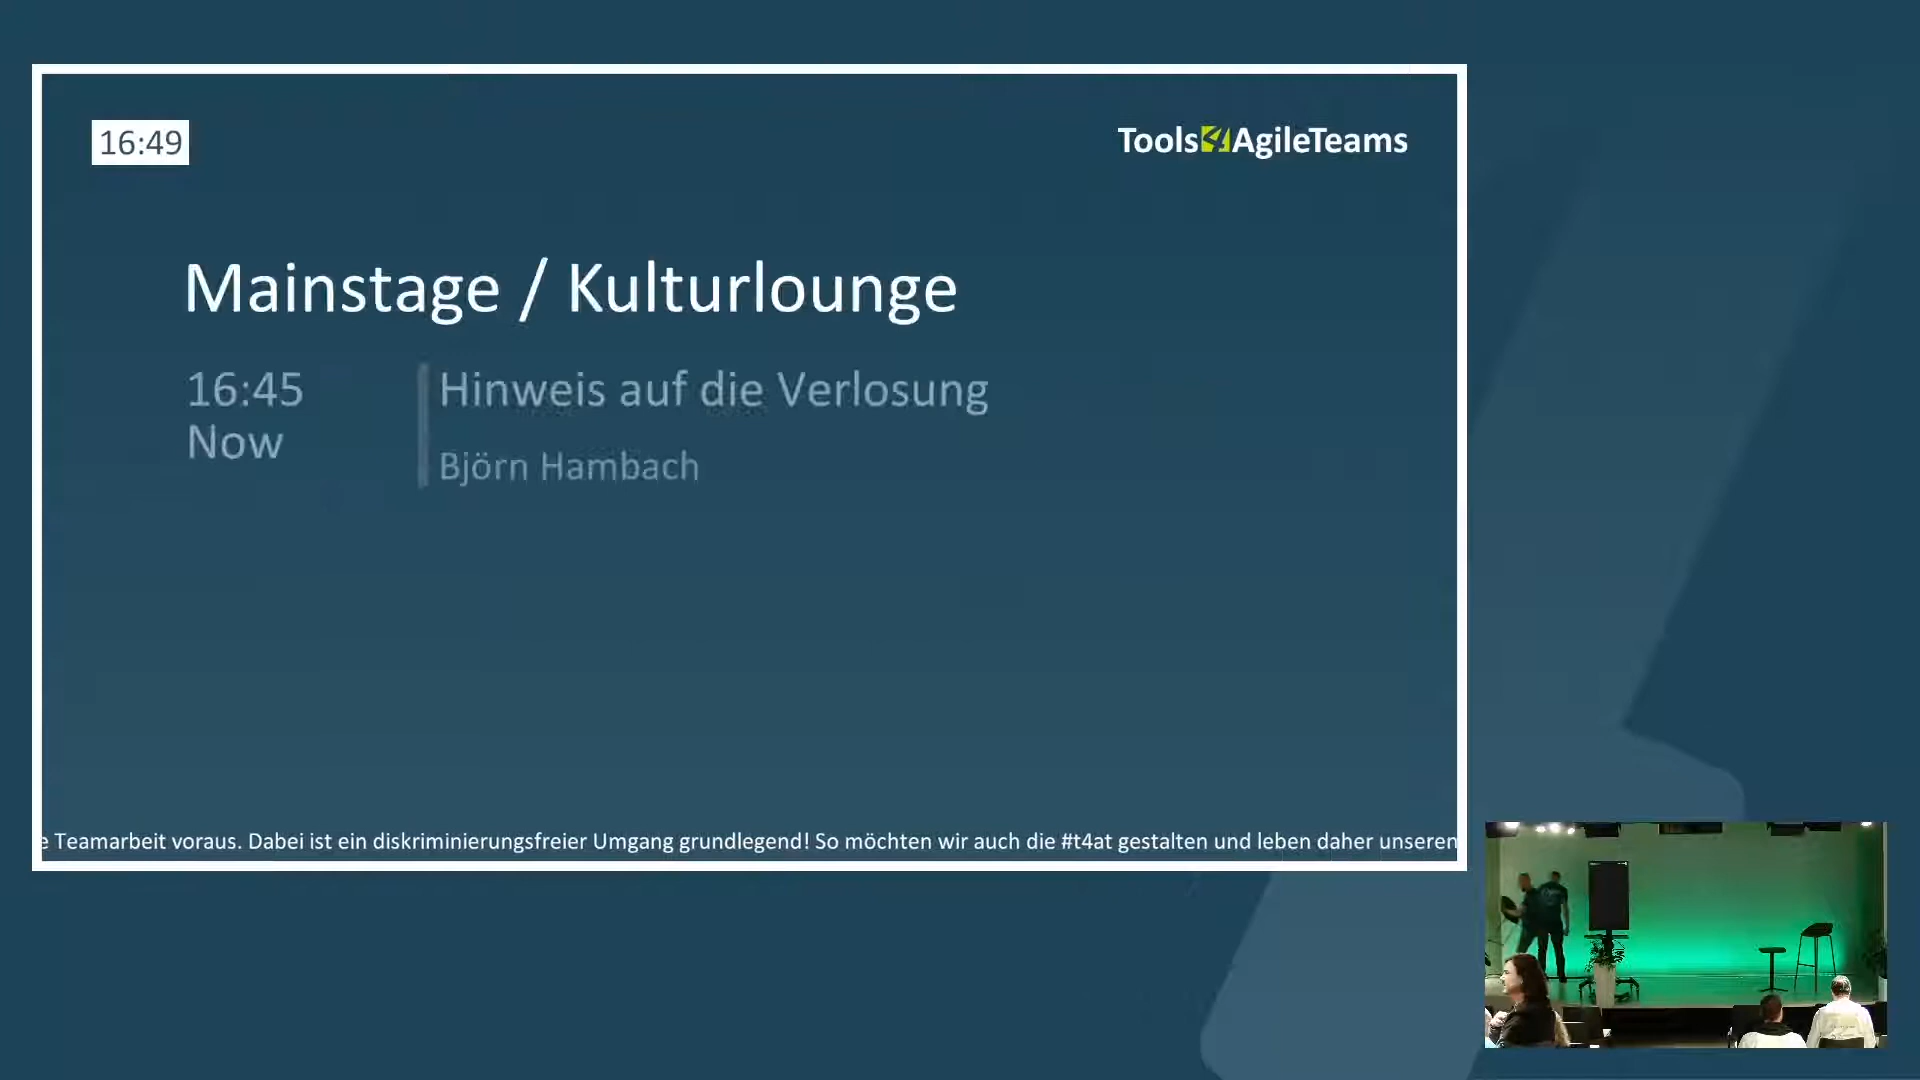 16:49
Tools4AgileTeams
Mainstage / Kulturlounge
16:45
Now
Hinweis auf die Verlosung
Björn Hambach
e Teamarbeit voraus. Dabei ist ein diskriminierungsfreier Umgang grundlegend! So möchten wir auch die #t4at gestalten und leben daher unseren